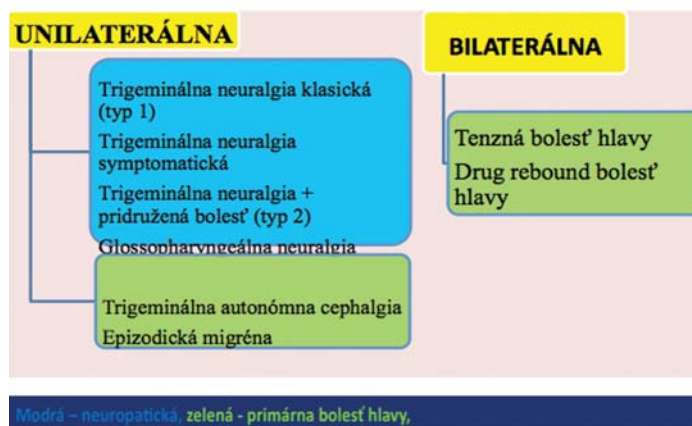 UNILATERÁLNA
Trigeminálna neuralgia klasická
(typ 1)
Trigeminálna neuralgia
symptomatická
Trigeminálna neuralgia +
pridružená bolesť (typ 2)
Glossopharyngeálna neuralgia
Trigeminálna autonómna cephalgia
Epizodická migréna
BILATERÁLNA
Tenzná bolesť hlavy
Drug rebound bolesť
hlavy
Modrá – neuropatická, zelená - primárna bolesť hlavy,